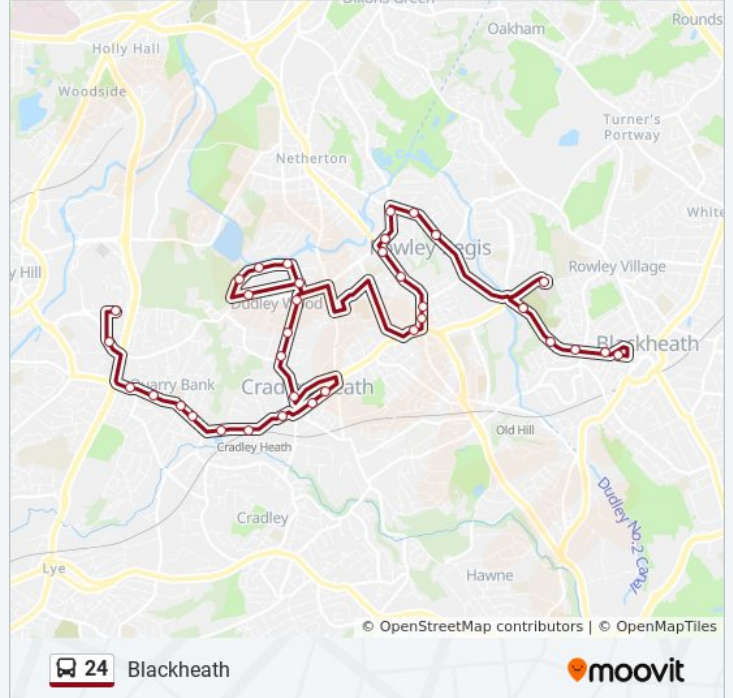 Dixons Green
Rounds
Oakham
Holly Hall
Woodside
Turner's
Portway
Netherton
White
Rowley Regis
y Hill
Rowley Village
Dudley Wood
Blackheath
Quarry Bank
Cradley Heath
Old Hill
Cradley Heath
Dudley No.2 Canal
Cradley
Lye
Hawne
© OpenStreetMap contributors | © OpenMapTiles
24 Blackheath
moovit